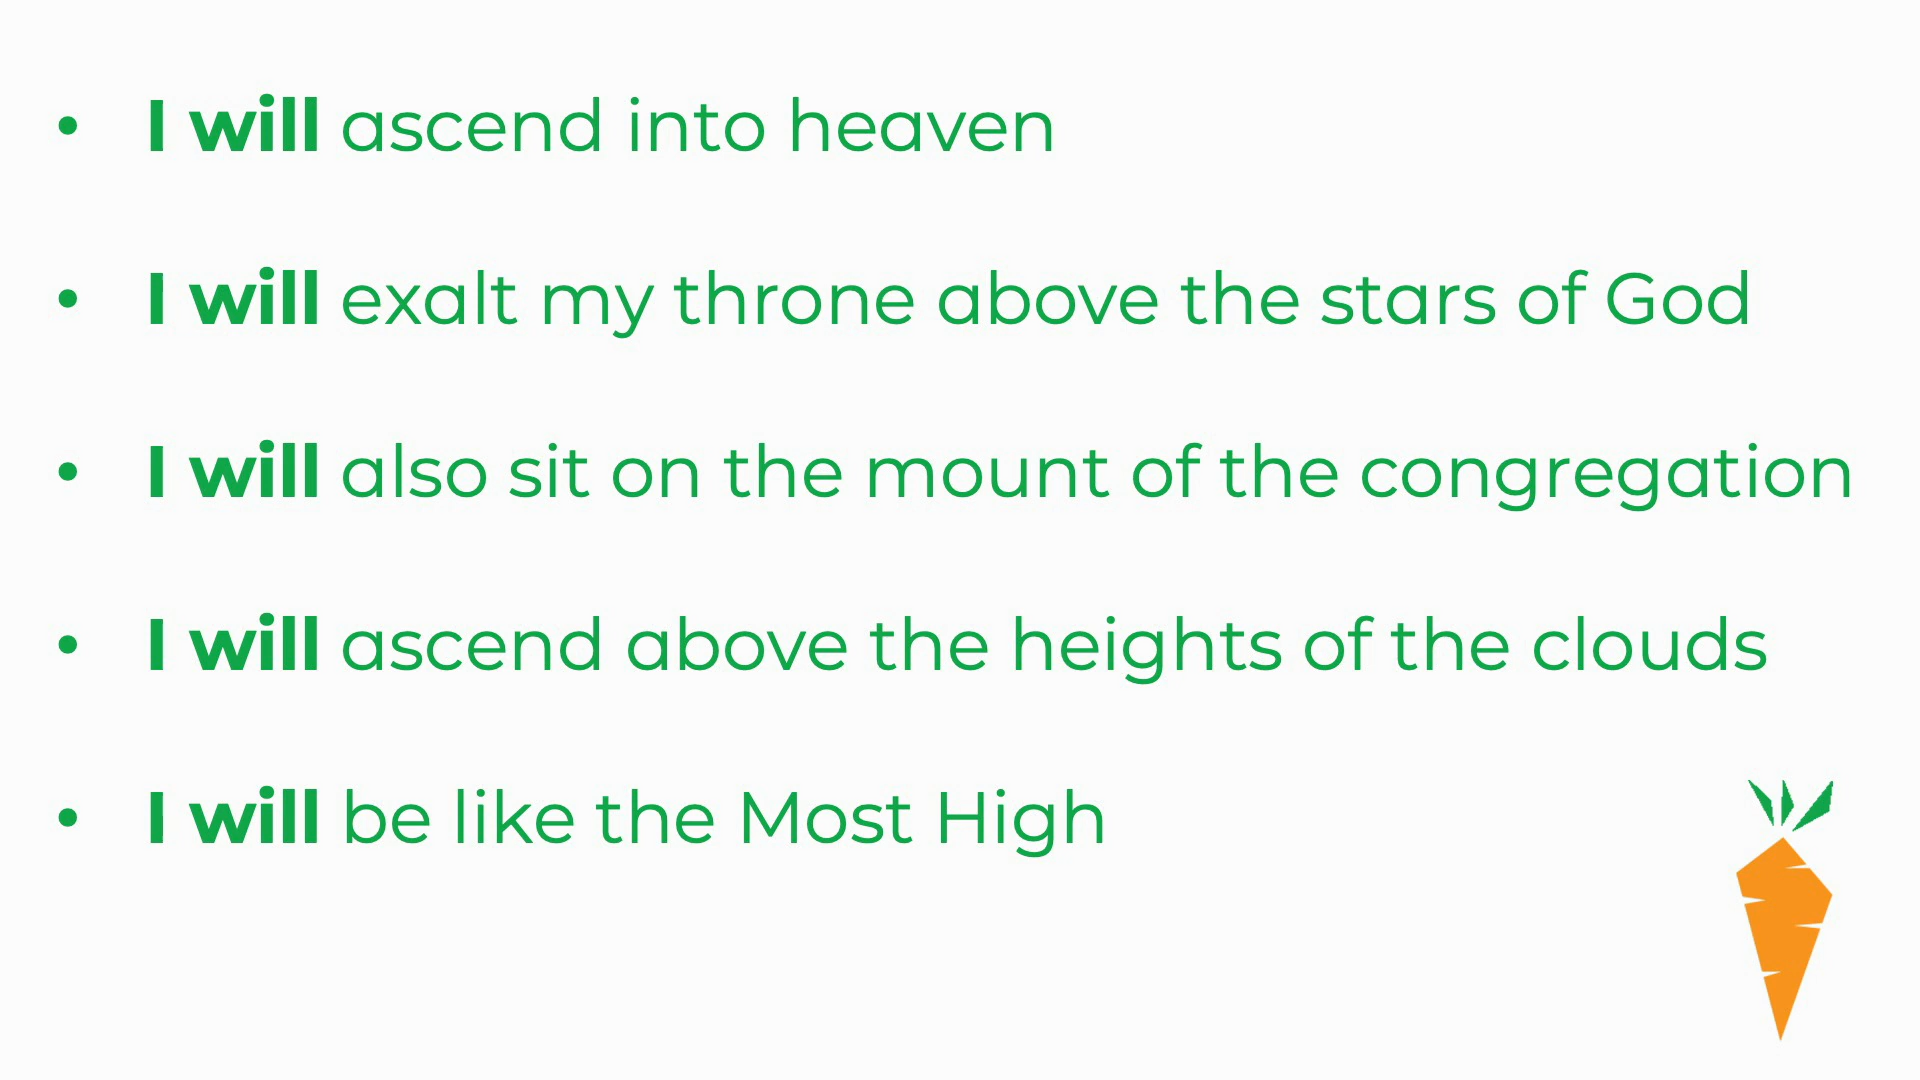 • I will ascend into heaven
• I will exalt my throne above the stars of God
• I will also sit on the mount of the congregation
• I will ascend above the heights of the clouds
• I will be like the Most High